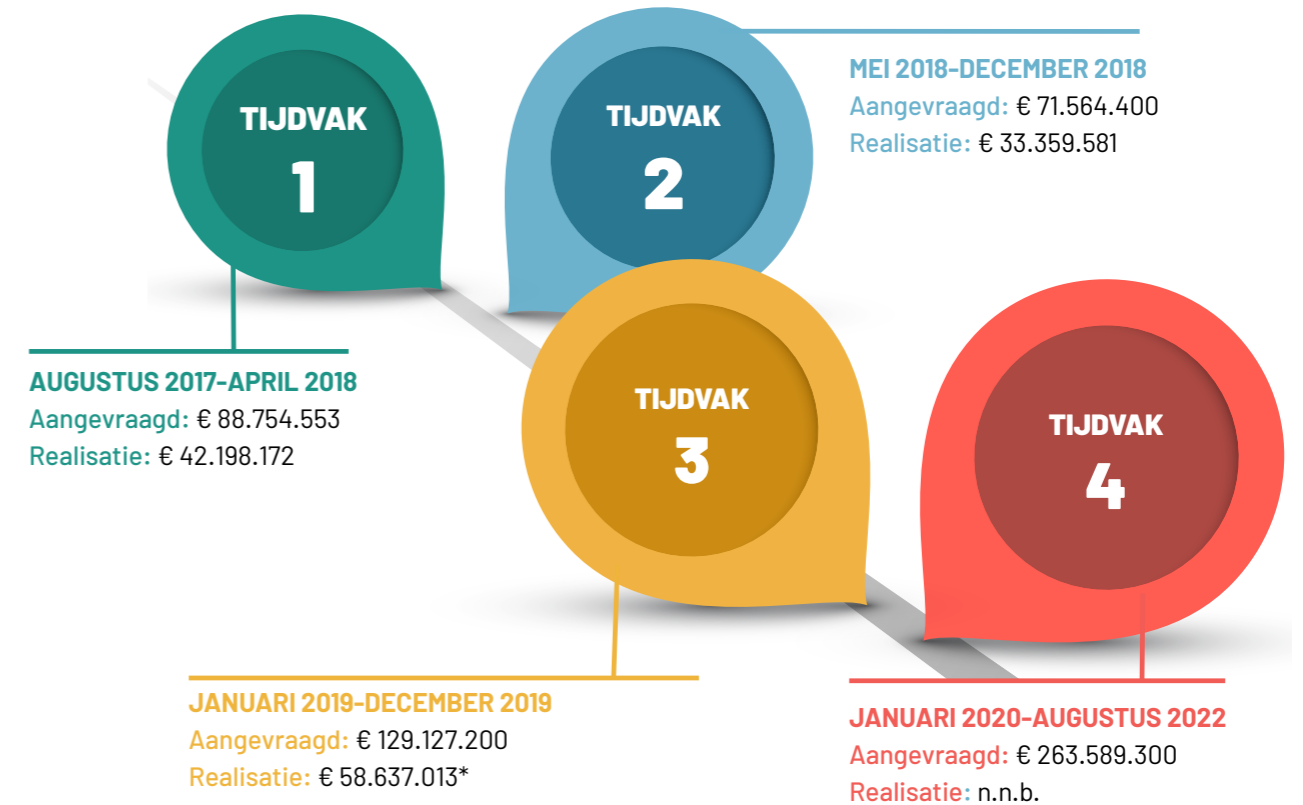 TIJDVAK
1
AUGUSTUS 2017-APRIL 2018
Aangevraagd: € 88.754.553
Realisatie: € 42.198.172
TIJDVAK
2
MEI 2018-DECEMBER 2018
Aangevraagd: € 71.564.400
Realisatie: € 33.359.581
TIJDVAK
3
JANUARI 2019-DECEMBER 2019
Aangevraagd: € 129.127.200
Realisatie: € 58.637.013*
TIJDVAK
4
JANUARI 2020-AUGUSTUS 2022
Aangevraagd: € 263.589.300
Realisatie: n.n.b.